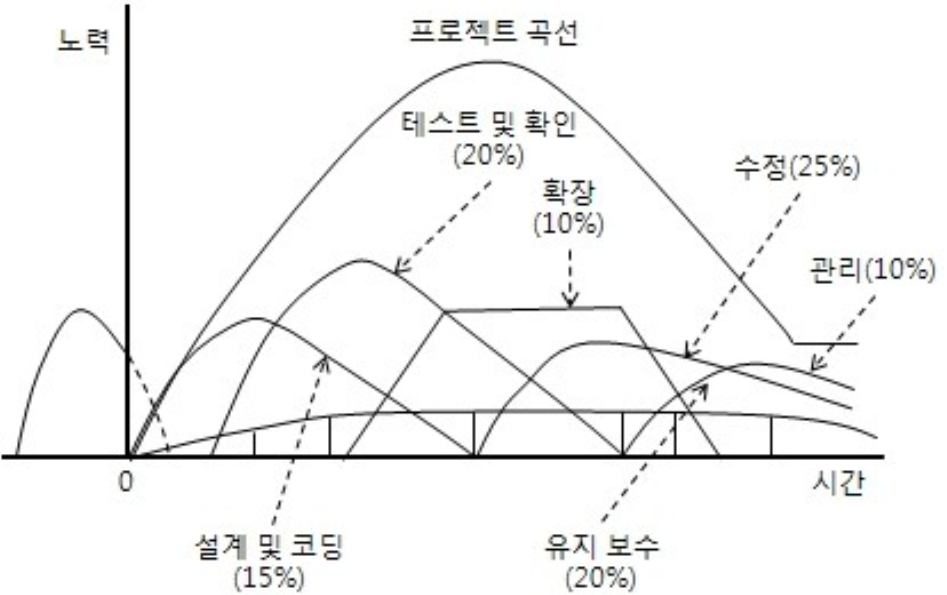 노력
프로젝트 곡선
테스트 및 확인
(20%)
확장
(10%)
수정(25%)
관리(10%)
0
시간
설계 및 코딩
(15%)
유지 보수
(20%)